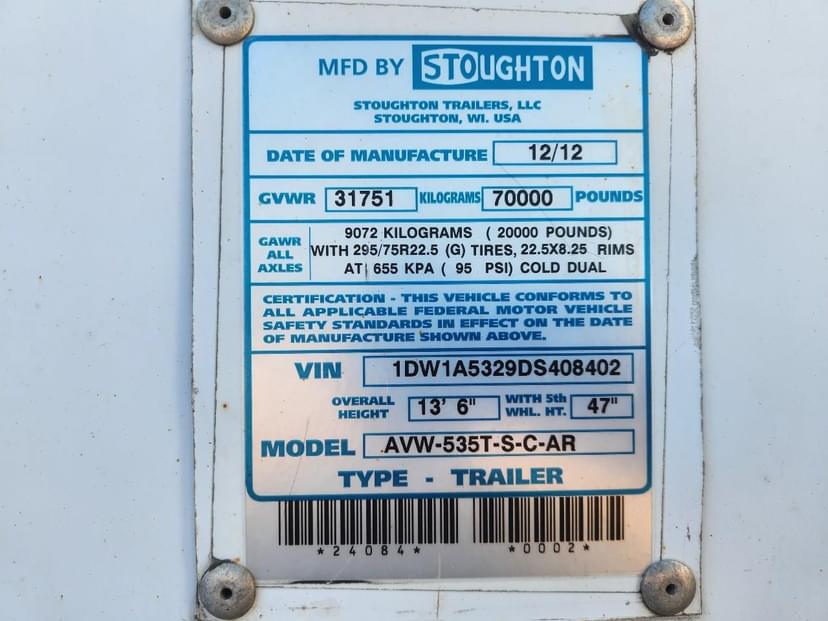 MFD BY STOUGHTON
STOUGHTON TRAILERS, LLC
STOUGHTON, WI. USA
DATE OF MANUFACTURE 12/12
GVWR 31751 KILOGRAMS 70000 POUNDS
GAWR ALL AXLES
9072 KILOGRAMS ( 20000 POUNDS)
WITH 295/75R22.5 (G) TIRES, 22.5X8.25 RIMS
AT 655 KPA ( 95 PSI) COLD DUAL
CERTIFICATION - THIS VEHICLE CONFORMS TO
ALL APPLICABLE FEDERAL MOTOR VEHICLE
SAFETY STANDARDS IN EFFECT ON THE DATE
OF MANUFACTURE SHOWN ABOVE.
VIN 1DW1A5329DS408402
OVERALL HEIGHT 13' 6" WITH 5th WHL. HT. 47"
MODEL AVW-535T-S-C-AR
TYPE - TRAILER
*24084* *0002*